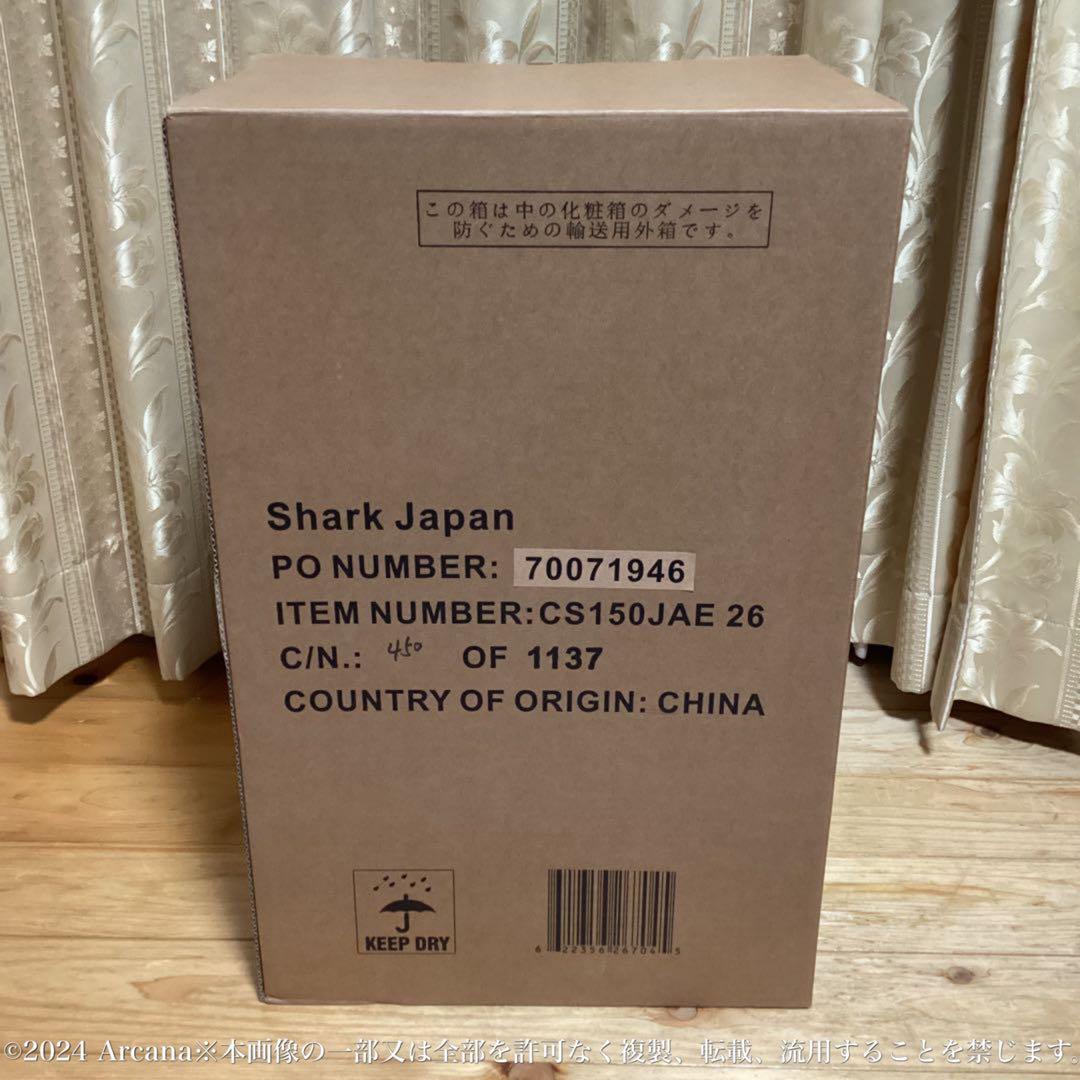 この箱は中の化粧箱のダメージを
防ぐための輸送用外箱です。
Shark Japan
PO NUMBER: 70071946
ITEM NUMBER:CS150JAE 26
C/N.: 450 OF 1137
COUNTRY OF ORIGIN: CHINA
KEEP DRY
6 22356 26704 5
©2024 Arcana※本画像の一部又は全部を許可なく複製、転載、流用することを禁じます。